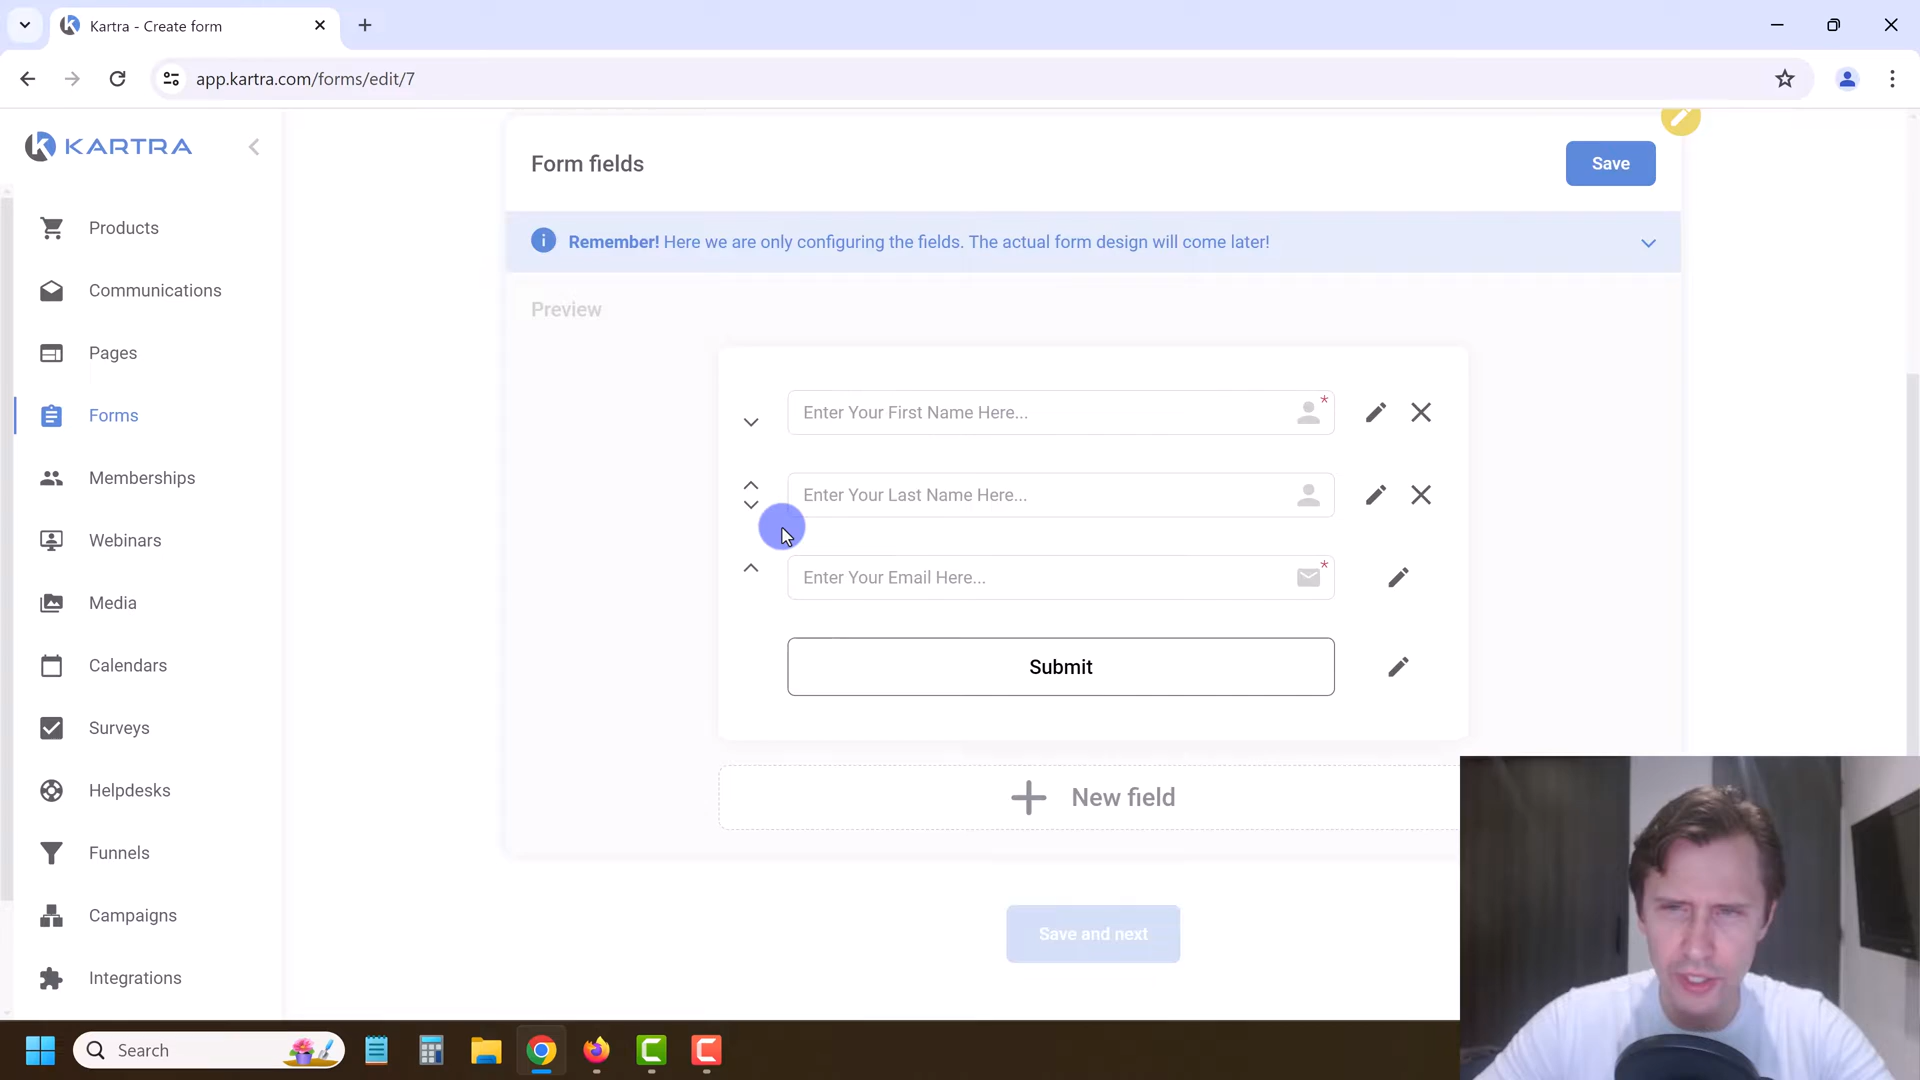 Kartra - Create form
app.kartra.com/forms/edit/7
KARTRA
Products
Communications
Pages
Forms
Memberships
Webinars
Media
Calendars
Surveys
Helpdesks
Funnels
Campaigns
Integrations
Form fields
Save
Remember! Here we are only configuring the fields. The actual form design will come later!
Preview
Enter Your First Name Here... *
Enter Your Last Name Here...
Enter Your Email Here... *
Submit
New field
Save and next
Search